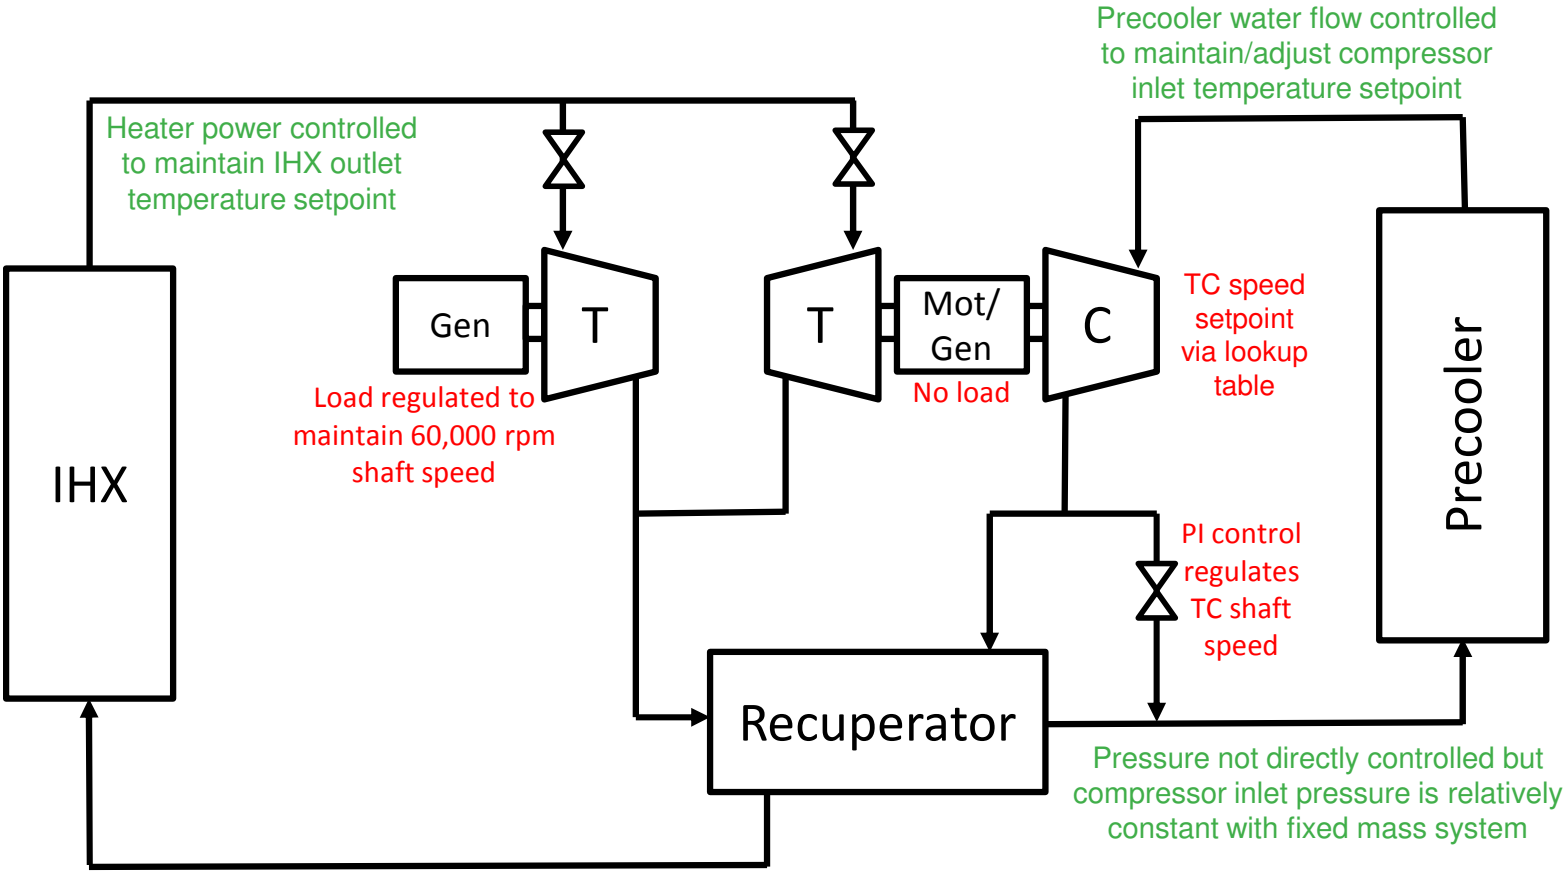 Precooler water flow controlled
to maintain/adjust compressor
inlet temperature setpoint
Heater power controlled
to maintain IHX outlet
temperature setpoint
Gen
T
T
Mot/
Gen
C
TC speed
setpoint
via lookup
table
Load regulated to
maintain 60,000 rpm
shaft speed
No load
IHX
Precooler
PI control
regulates
TC shaft
speed
Recuperator
Pressure not directly controlled but
compressor inlet pressure is relatively
constant with fixed mass system